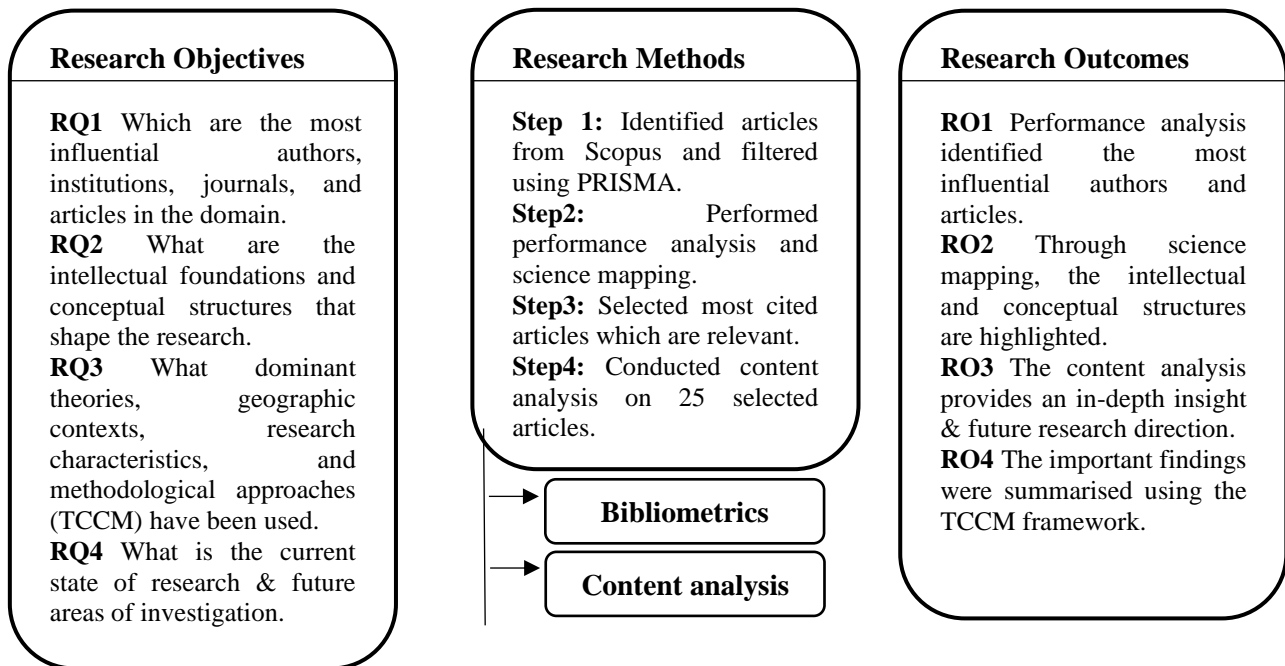 Research Objectives
RQ1 Which are the most
influential authors,
institutions, journals, and
articles in the domain.
RQ2 What are the
intellectual foundations and
conceptual structures that
shape the research.
RQ3 What dominant
theories, geographic
contexts, research
characteristics, and
methodological approaches
(TCCM) have been used.
RQ4 What is the current
state of research & future
areas of investigation.
Research Methods
Step 1: Identified articles
from Scopus and filtered
using PRISMA.
Step2: Performed
performance analysis and
science mapping.
Step3: Selected most cited
articles which are relevant.
Step4: Conducted content
analysis on 25 selected
articles.
Bibliometrics
Content analysis
Research Outcomes
RO1 Performance analysis
identified the most
influential authors and
articles.
RO2 Through science
mapping, the intellectual
and conceptual structures
are highlighted.
RO3 The content analysis
provides an in-depth insight
& future research direction.
RO4 The important findings
were summarised using the
TCCM framework.